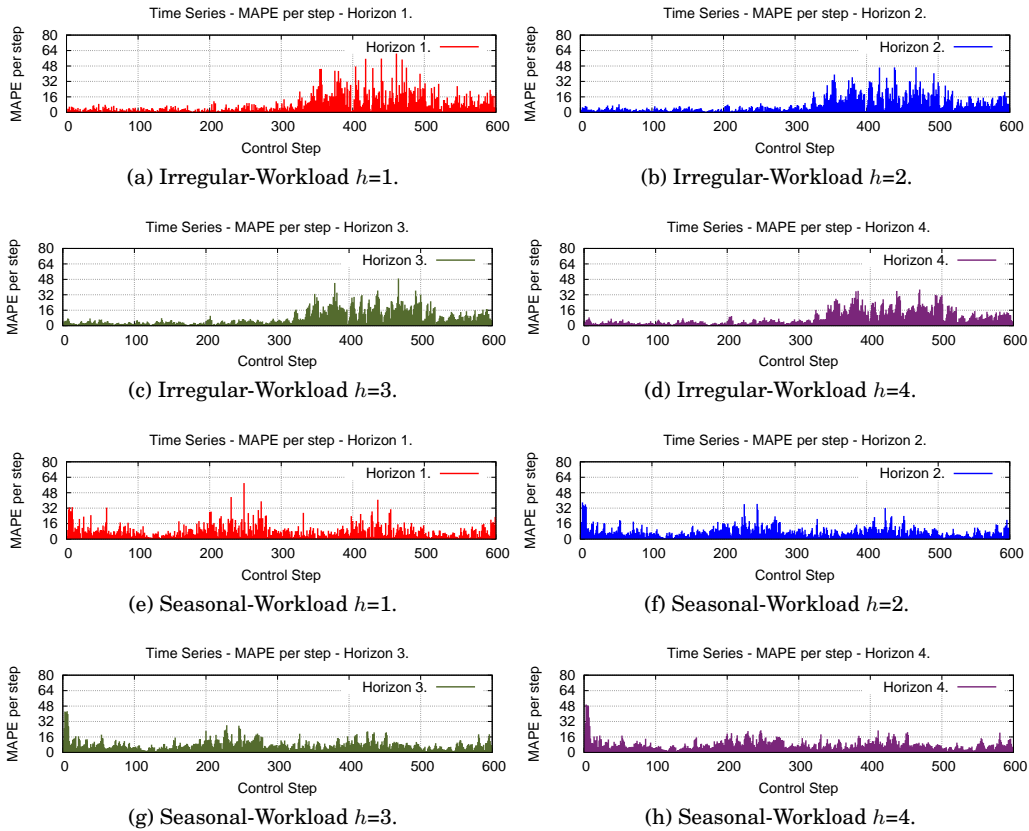 Time Series - MAPE per step - Horizon 1.
MAPE per step
80
64
48
32
16
0
Horizon 1.
0 100 200 300 400 500 600
Control Step
(a) Irregular-Workload h=1.
Time Series - MAPE per step - Horizon 2.
MAPE per step
80
64
48
32
16
0
Horizon 2.
0 100 200 300 400 500 600
Control Step
(b) Irregular-Workload h=2.
Time Series - MAPE per step - Horizon 3.
MAPE per step
80
64
48
32
16
0
Horizon 3.
0 100 200 300 400 500 600
Control Step
(c) Irregular-Workload h=3.
Time Series - MAPE per step - Horizon 4.
MAPE per step
80
64
48
32
16
0
Horizon 4.
0 100 200 300 400 500 600
Control Step
(d) Irregular-Workload h=4.
Time Series - MAPE per step - Horizon 1.
MAPE per step
80
64
48
32
16
0
Horizon 1.
0 100 200 300 400 500 600
Control Step
(e) Seasonal-Workload h=1.
Time Series - MAPE per step - Horizon 2.
MAPE per step
80
64
48
32
16
0
Horizon 2.
0 100 200 300 400 500 600
Control Step
(f) Seasonal-Workload h=2.
Time Series - MAPE per step - Horizon 3.
MAPE per step
80
64
48
32
16
0
Horizon 3.
0 100 200 300 400 500 600
Control Step
(g) Seasonal-Workload h=3.
Time Series - MAPE per step - Horizon 4.
MAPE per step
80
64
48
32
16
0
Horizon 4.
0 100 200 300 400 500 600
Control Step
(h) Seasonal-Workload h=4.